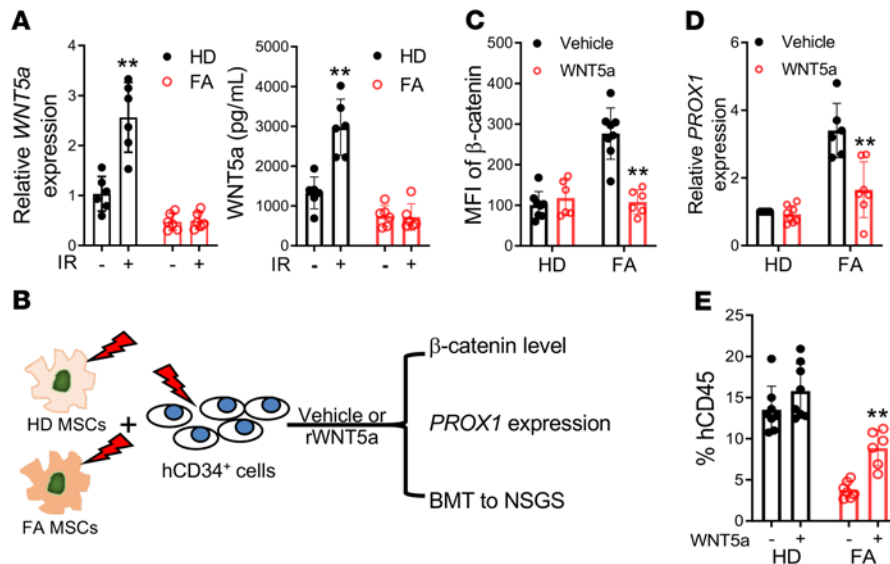 A
Relative WNT5a
expression
4
3
2
1
0
**
HD
FA
IR
-
+
-
+
WNT5a (pg/mL)
5000
4000
3000
2000
1000
0
**
HD
FA
IR
-
+
-
+
C
MFI of β-catenin
500
400
300
200
100
0
Vehicle
WNT5a
**
HD
FA
D
Relative PROX1
expression
6
4
2
0
Vehicle
WNT5a
**
HD
FA
B
HD MSCs
+
FA MSCs
hCD34⁺ cells
Vehicle or
rWNT5a
β-catenin level
PROX1 expression
BMT to NSGS
E
% hCD45
25
20
15
10
5
0
**
WNT5a
-
+
-
+
HD
FA